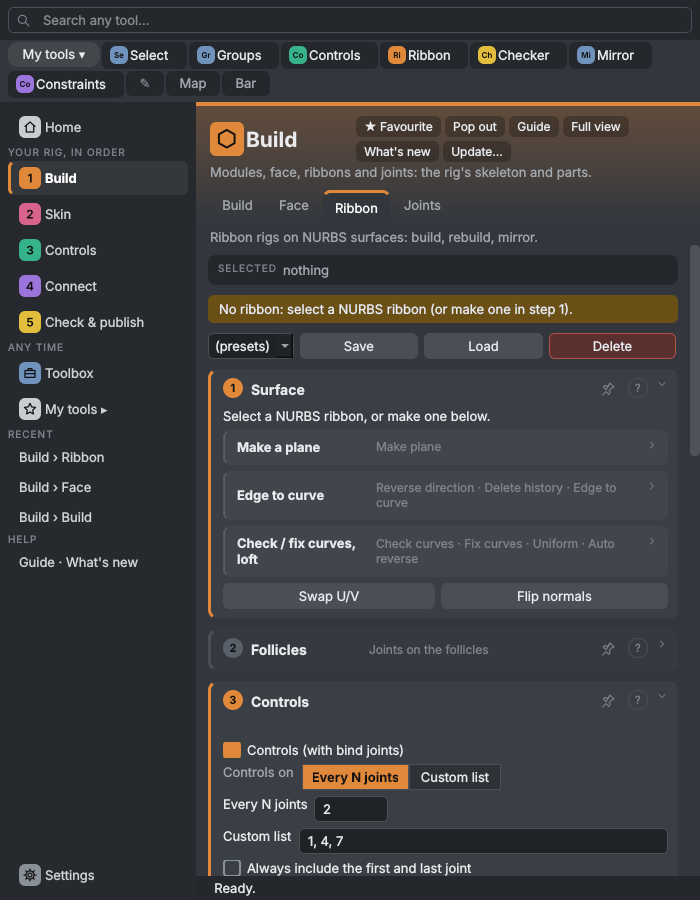 Search any tool...
My tools ▾
Se Select
Gr Groups
Co Controls
Ri Ribbon
Ch Checker
Mi Mirror
Co Constraints
✎
Map
Bar
Home
YOUR RIG, IN ORDER
1 Build
2 Skin
3 Controls
4 Connect
5 Check & publish
ANY TIME
Toolbox
My tools ▸
RECENT
Build › Ribbon
Build › Face
Build › Build
HELP
Guide · What's new
Settings
Build
★ Favourite
Pop out
Guide
Full view
What's new
Update...
Modules, face, ribbons and joints: the rig's skeleton and parts.
Build
Face
Ribbon
Joints
Ribbon rigs on NURBS surfaces: build, rebuild, mirror.
SELECTED nothing
No ribbon: select a NURBS ribbon (or make one in step 1).
(presets)
Save
Load
Delete
1 Surface
?
Select a NURBS ribbon, or make one below.
Make a plane
Make plane
Edge to curve
Reverse direction · Delete history · Edge to
curve
Check / fix curves,
loft
Check curves · Fix curves · Uniform · Auto
reverse
Swap U/V
Flip normals
2 Follicles
Joints on the follicles
?
3 Controls
?
Controls (with bind joints)
Controls on
Every N joints
Custom list
Every N joints
2
Custom list
1, 4, 7
Always include the first and last joint
Ready.